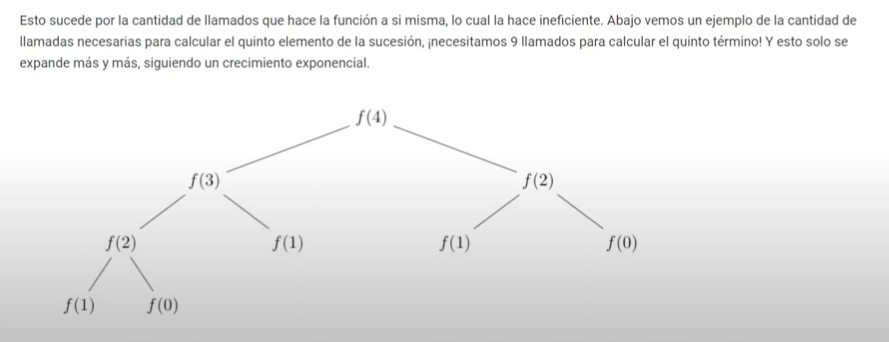 Esto sucede por la cantidad de llamados que hace la función a si misma, lo cual la hace ineficiente. Abajo vemos un ejemplo de la cantidad de
llamadas necesarias para calcular el quinto elemento de la sucesión, ¡necesitamos 9 llamados para calcular el quinto término! Y esto solo se
expande más y más, siguiendo un crecimiento exponencial.
f(4)
f(3) f(2)
f(2) f(1) f(1) f(0)
f(1) f(0)